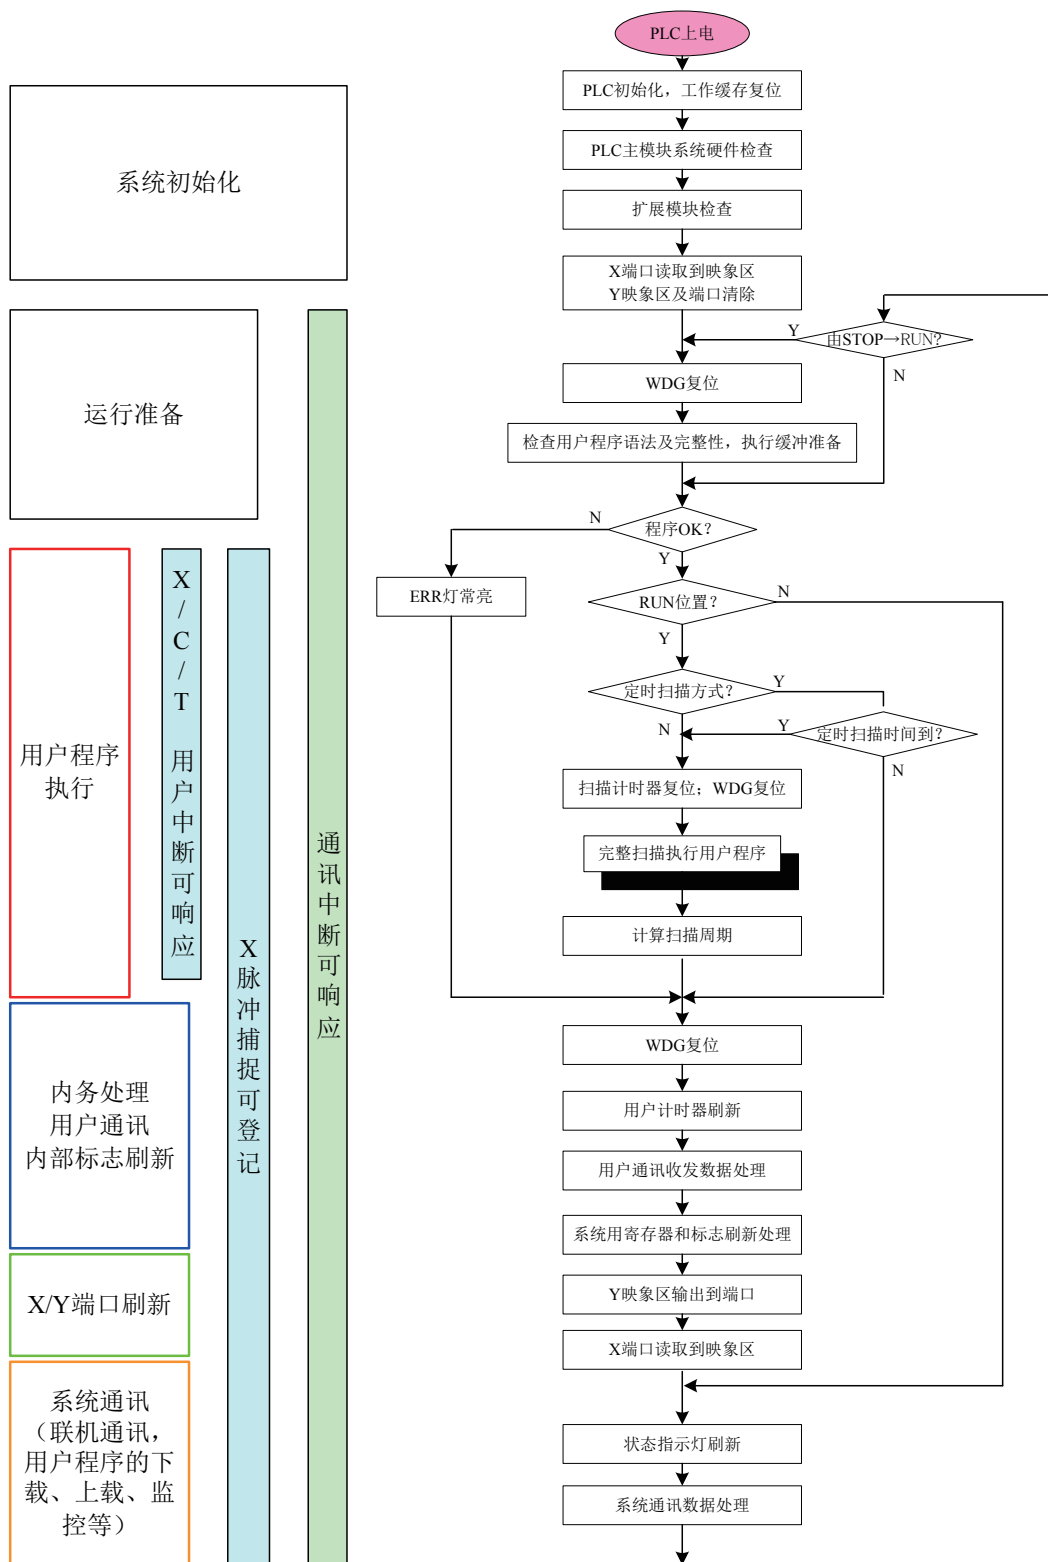 PLC上电
PLC初始化，工作缓存复位
PLC主模块系统硬件检查
扩展模块检查
X端口读取到映象区
Y映象区及端口清除
系统初始化
Y
由STOP→RUN?
N
WDG复位
运行准备
检查用户程序语法及完整性，执行缓冲准备
N
程序OK？
Y
ERR灯常亮
RUN位置？
N
Y
定时扫描方式？
Y
N
Y
定时扫描时间到？
N
扫描计时器复位；WDG复位
完整扫描执行用户程序
计算扫描周期
用户程序
执行
X/C/T 用户中断可响应
X脉冲捕捉可登记
通讯中断可响应
WDG复位
用户计时器刷新
用户通讯收发数据处理
系统用寄存器和标志刷新处理
Y映象区输出到端口
X端口读取到映象区
内务处理
用户通讯
内部标志刷新
X/Y端口刷新
系统通讯
（联机通讯，
用户程序的下
载、上载、监
控等）
状态指示灯刷新
系统通讯数据处理